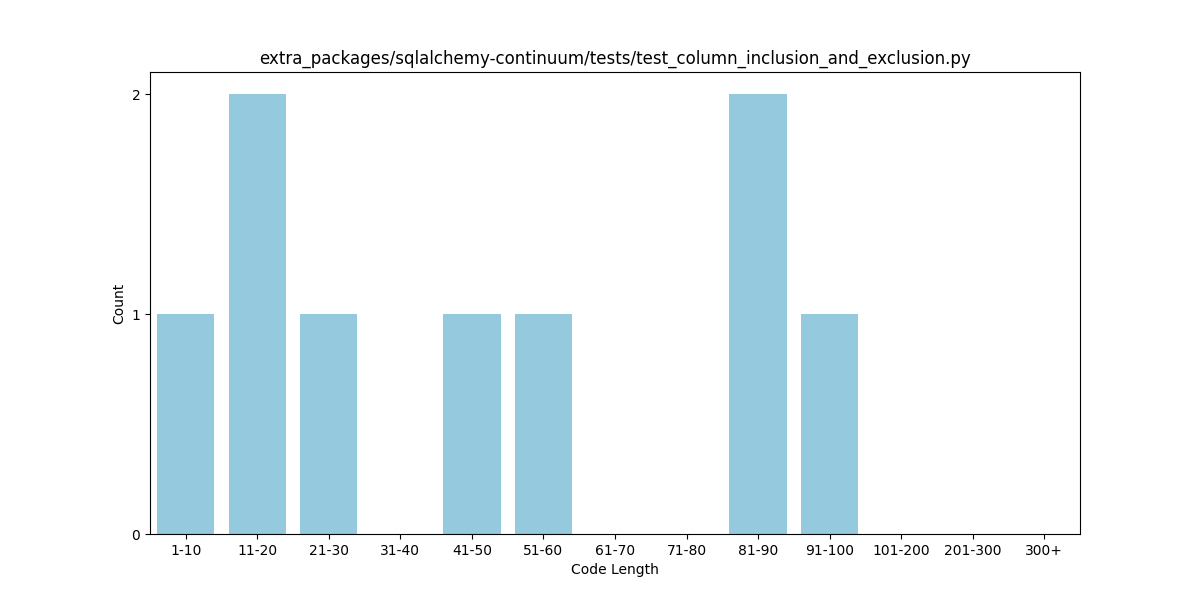 extra_packages/sqlalchemy-continuum/tests/test_column_inclusion_and_exclusion.py
2
1
0
Count
1-10 11-20 21-30 31-40 41-50 51-60 61-70 71-80 81-90 91-100 101-200 201-300 300+
Code Length